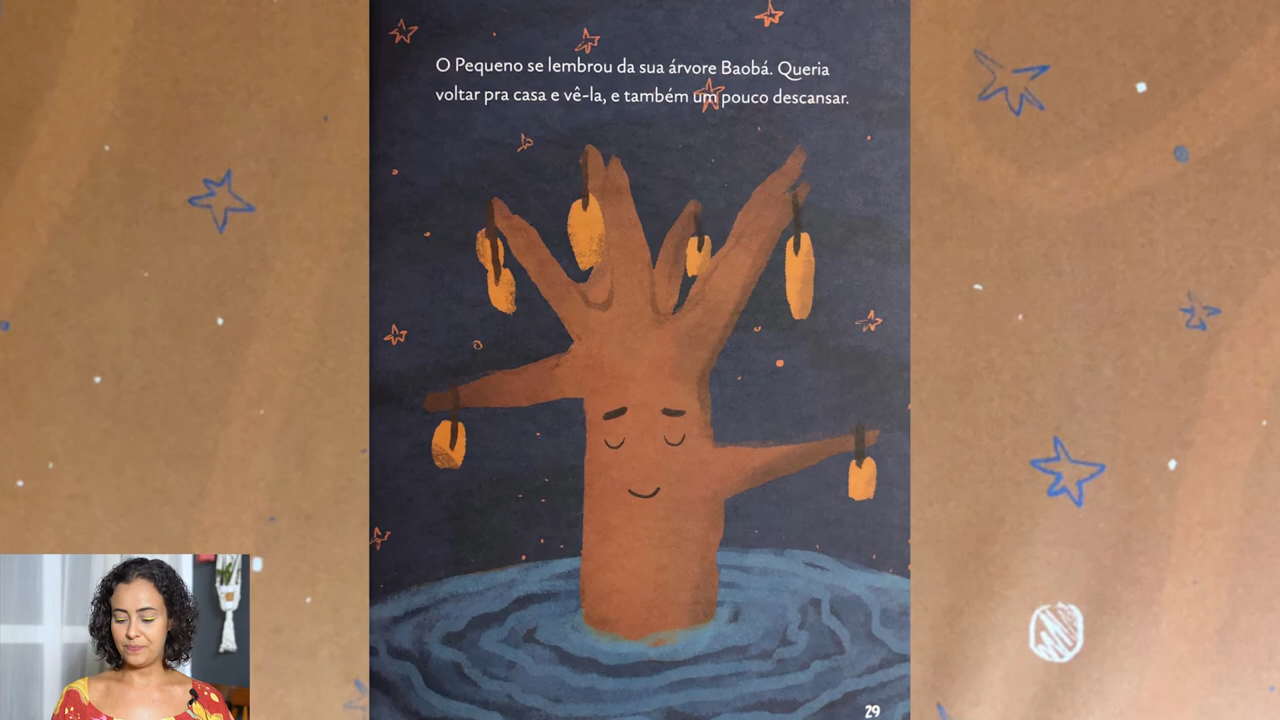 O Pequeno se lembrou da sua árvore Baobá. Queria
voltar pra casa e vê-la, e também um pouco descansar.
29